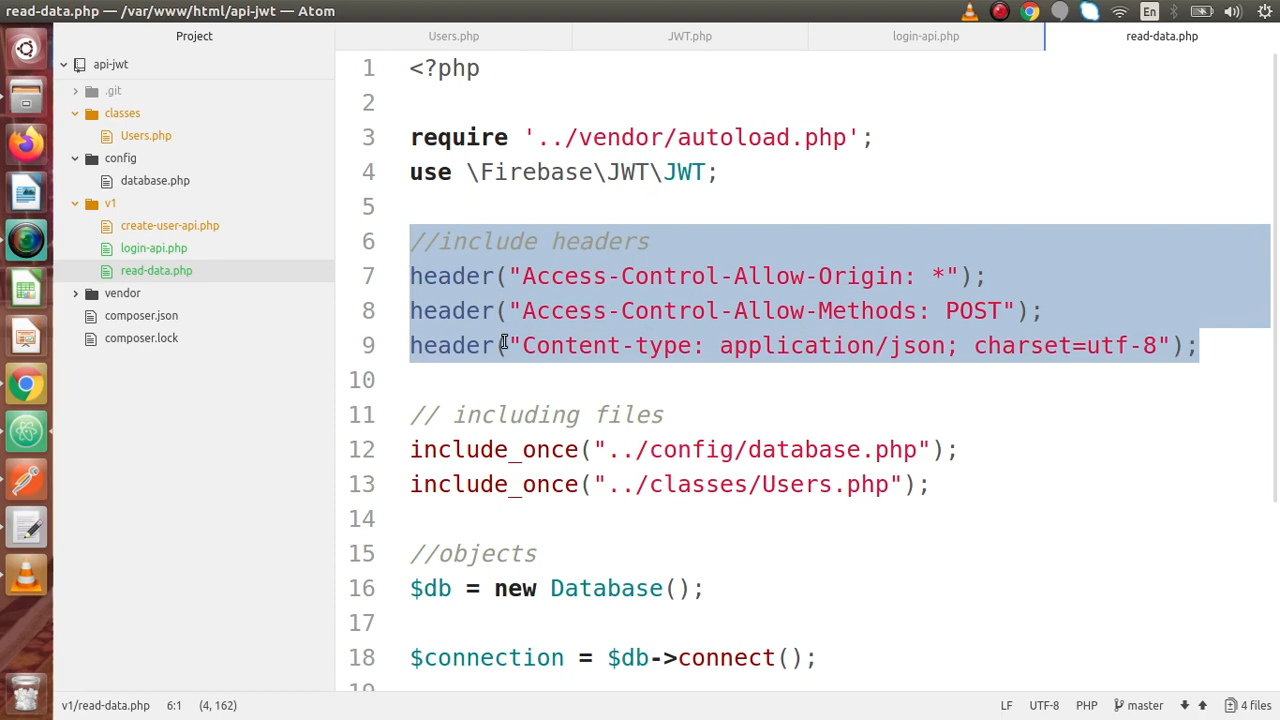 read-data.php — /var/www/html/api-jwt — Atom
En
Project
Users.php
JWT.php
login-api.php
read-data.php
api-jwt
.git
classes
Users.php
config
database.php
v1
create-user-api.php
login-api.php
read-data.php
vendor
composer.json
composer.lock
1 <?php
2
3 require '../vendor/autoload.php';
4 use \Firebase\JWT\JWT;
5
6 //include headers
7 header("Access-Control-Allow-Origin: *");
8 header("Access-Control-Allow-Methods: POST");
9 header("Content-type: application/json; charset=utf-8");
10
11 // including files
12 include_once("../config/database.php");
13 include_once("../classes/Users.php");
14
15 //objects
16 $db = new Database();
17
18 $connection = $db->connect();
19
v1/read-data.php 6:1 (4, 162)
LF UTF-8 PHP master 4 files